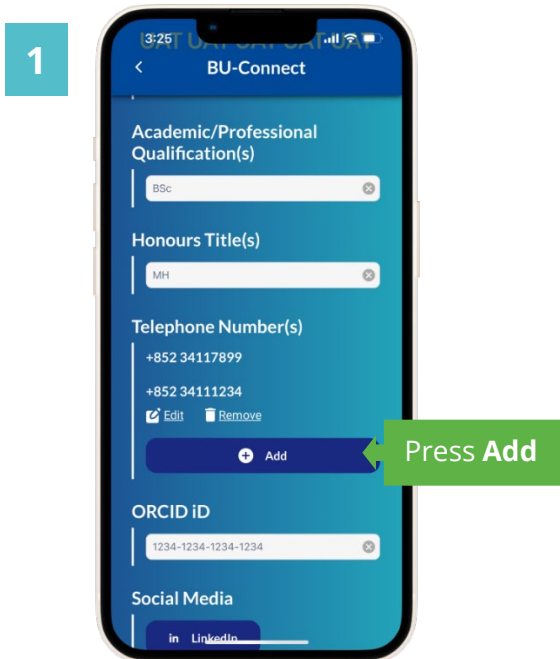 1
3:25
UAT UAT UAT UAT UAT
BU-Connect
Academic/Professional
Qualification(s)
BSc
Honours Title(s)
MH
Telephone Number(s)
+852 34117899
+852 34111234
Edit Remove
Add
Press Add
ORCID iD
1234-1234-1234-1234
Social Media
in LinkedIn